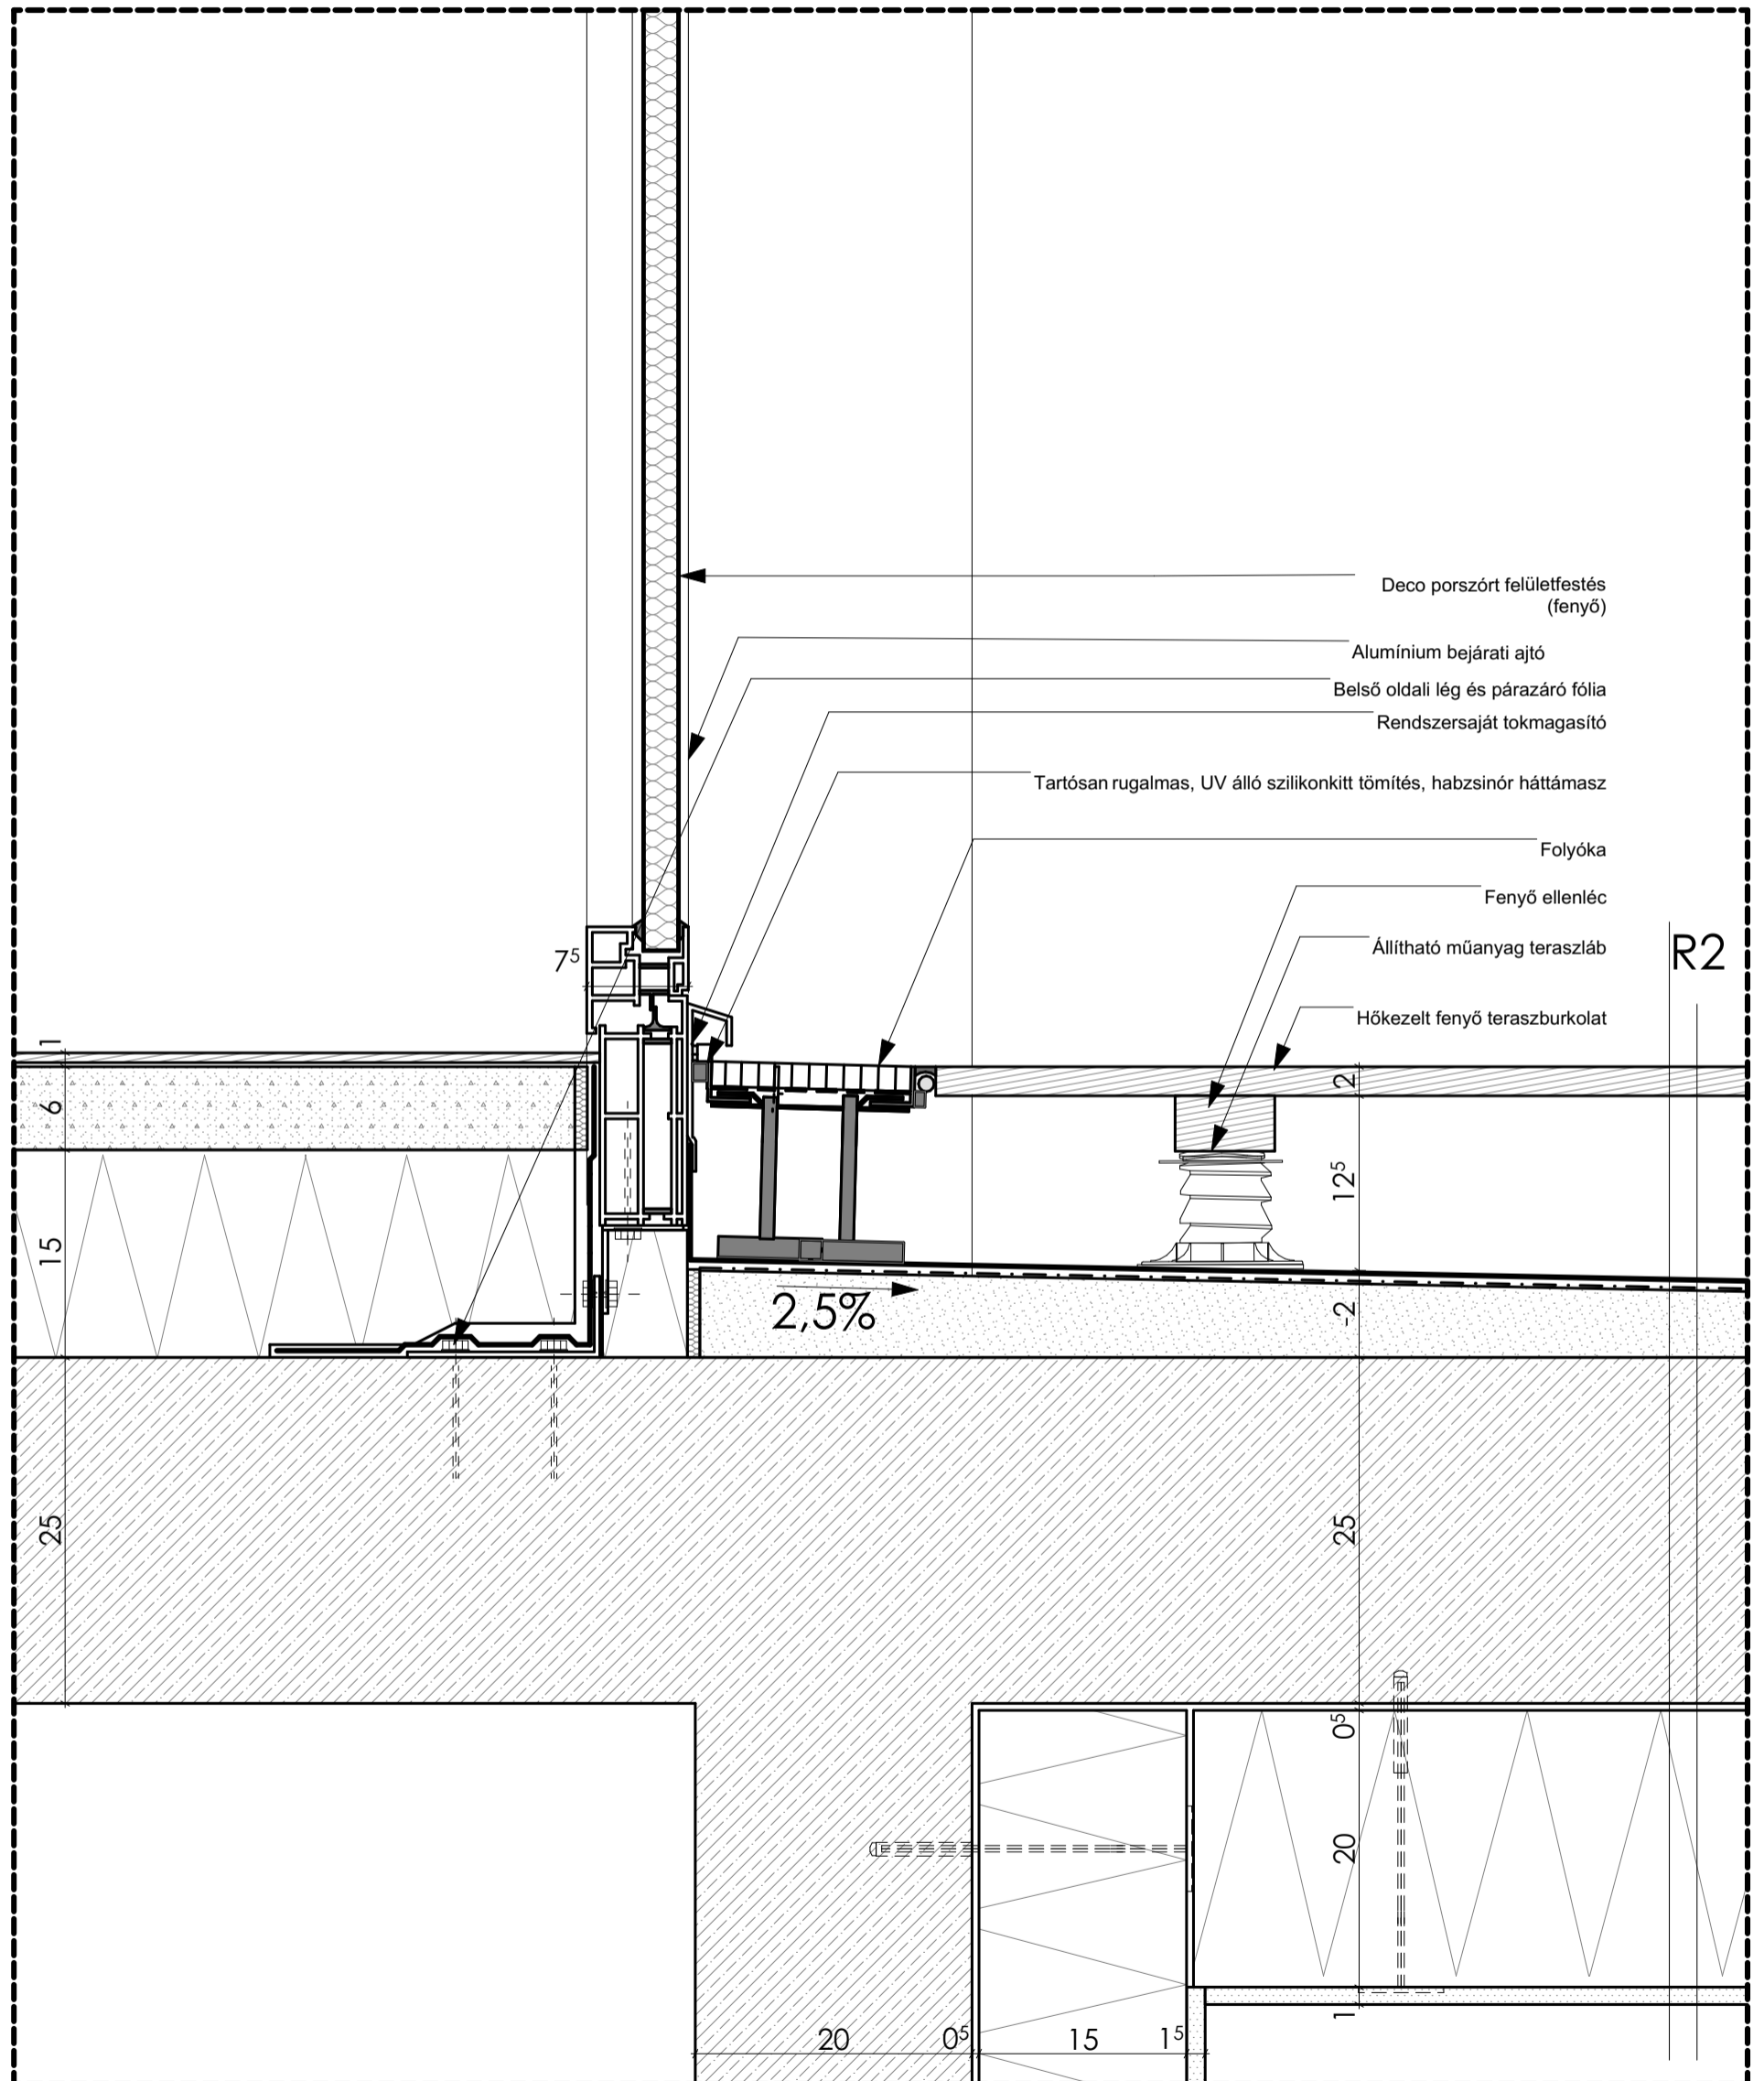 Deco porszórt felületfestés
(fenyő)
Alumínium bejárati ajtó
Belső oldali lég és párazáró fólia
Rendszersaját tokmagasító
Tartósan rugalmas, UV álló szilikonkitt tömítés, habzsinór háttámasz
Folyóka
Fenyő ellenléc
Állítható műanyag teraszláb
R2
7⁵
Hőkezelt fenyő teraszburkolat
1
6
15
25
2
12⁵
-2
2,5%
25
0⁵
20
1
20
0⁵
15
1⁵